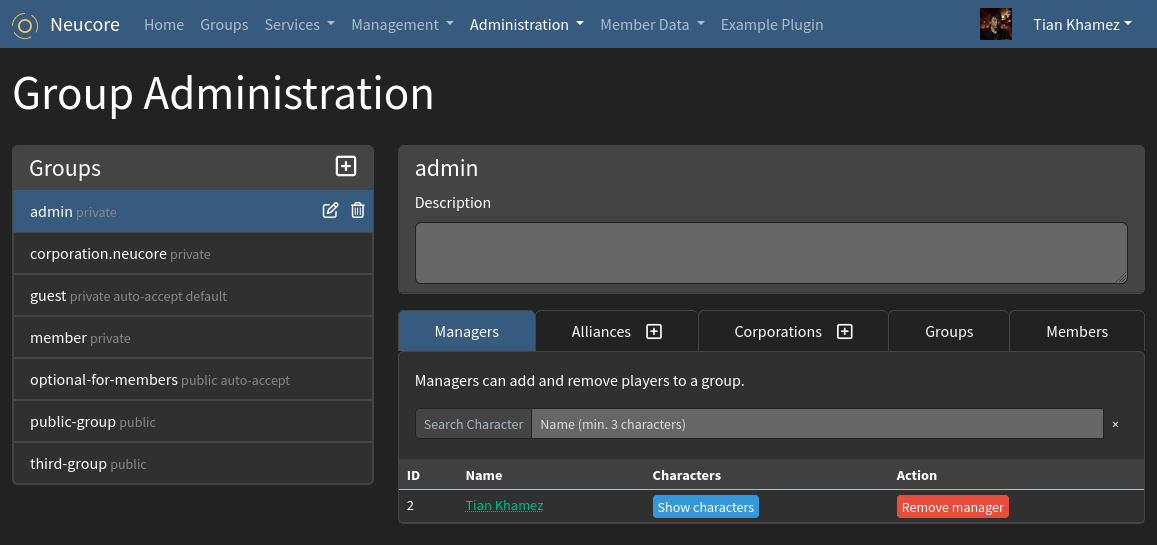 Neucore Home Groups Services Management Administration Member Data Example Plugin Tian Khamez
Group Administration
Groups
admin private
corporation.neucore private
guest private auto-accept default
member private
optional-for-members public auto-accept
public-group public
third-group public
admin
Description
Managers Alliances Corporations Groups Members
Managers can add and remove players to a group.
Search Character Name (min. 3 characters) ×
ID Name Characters Action
2 Tian Khamez Show characters Remove manager